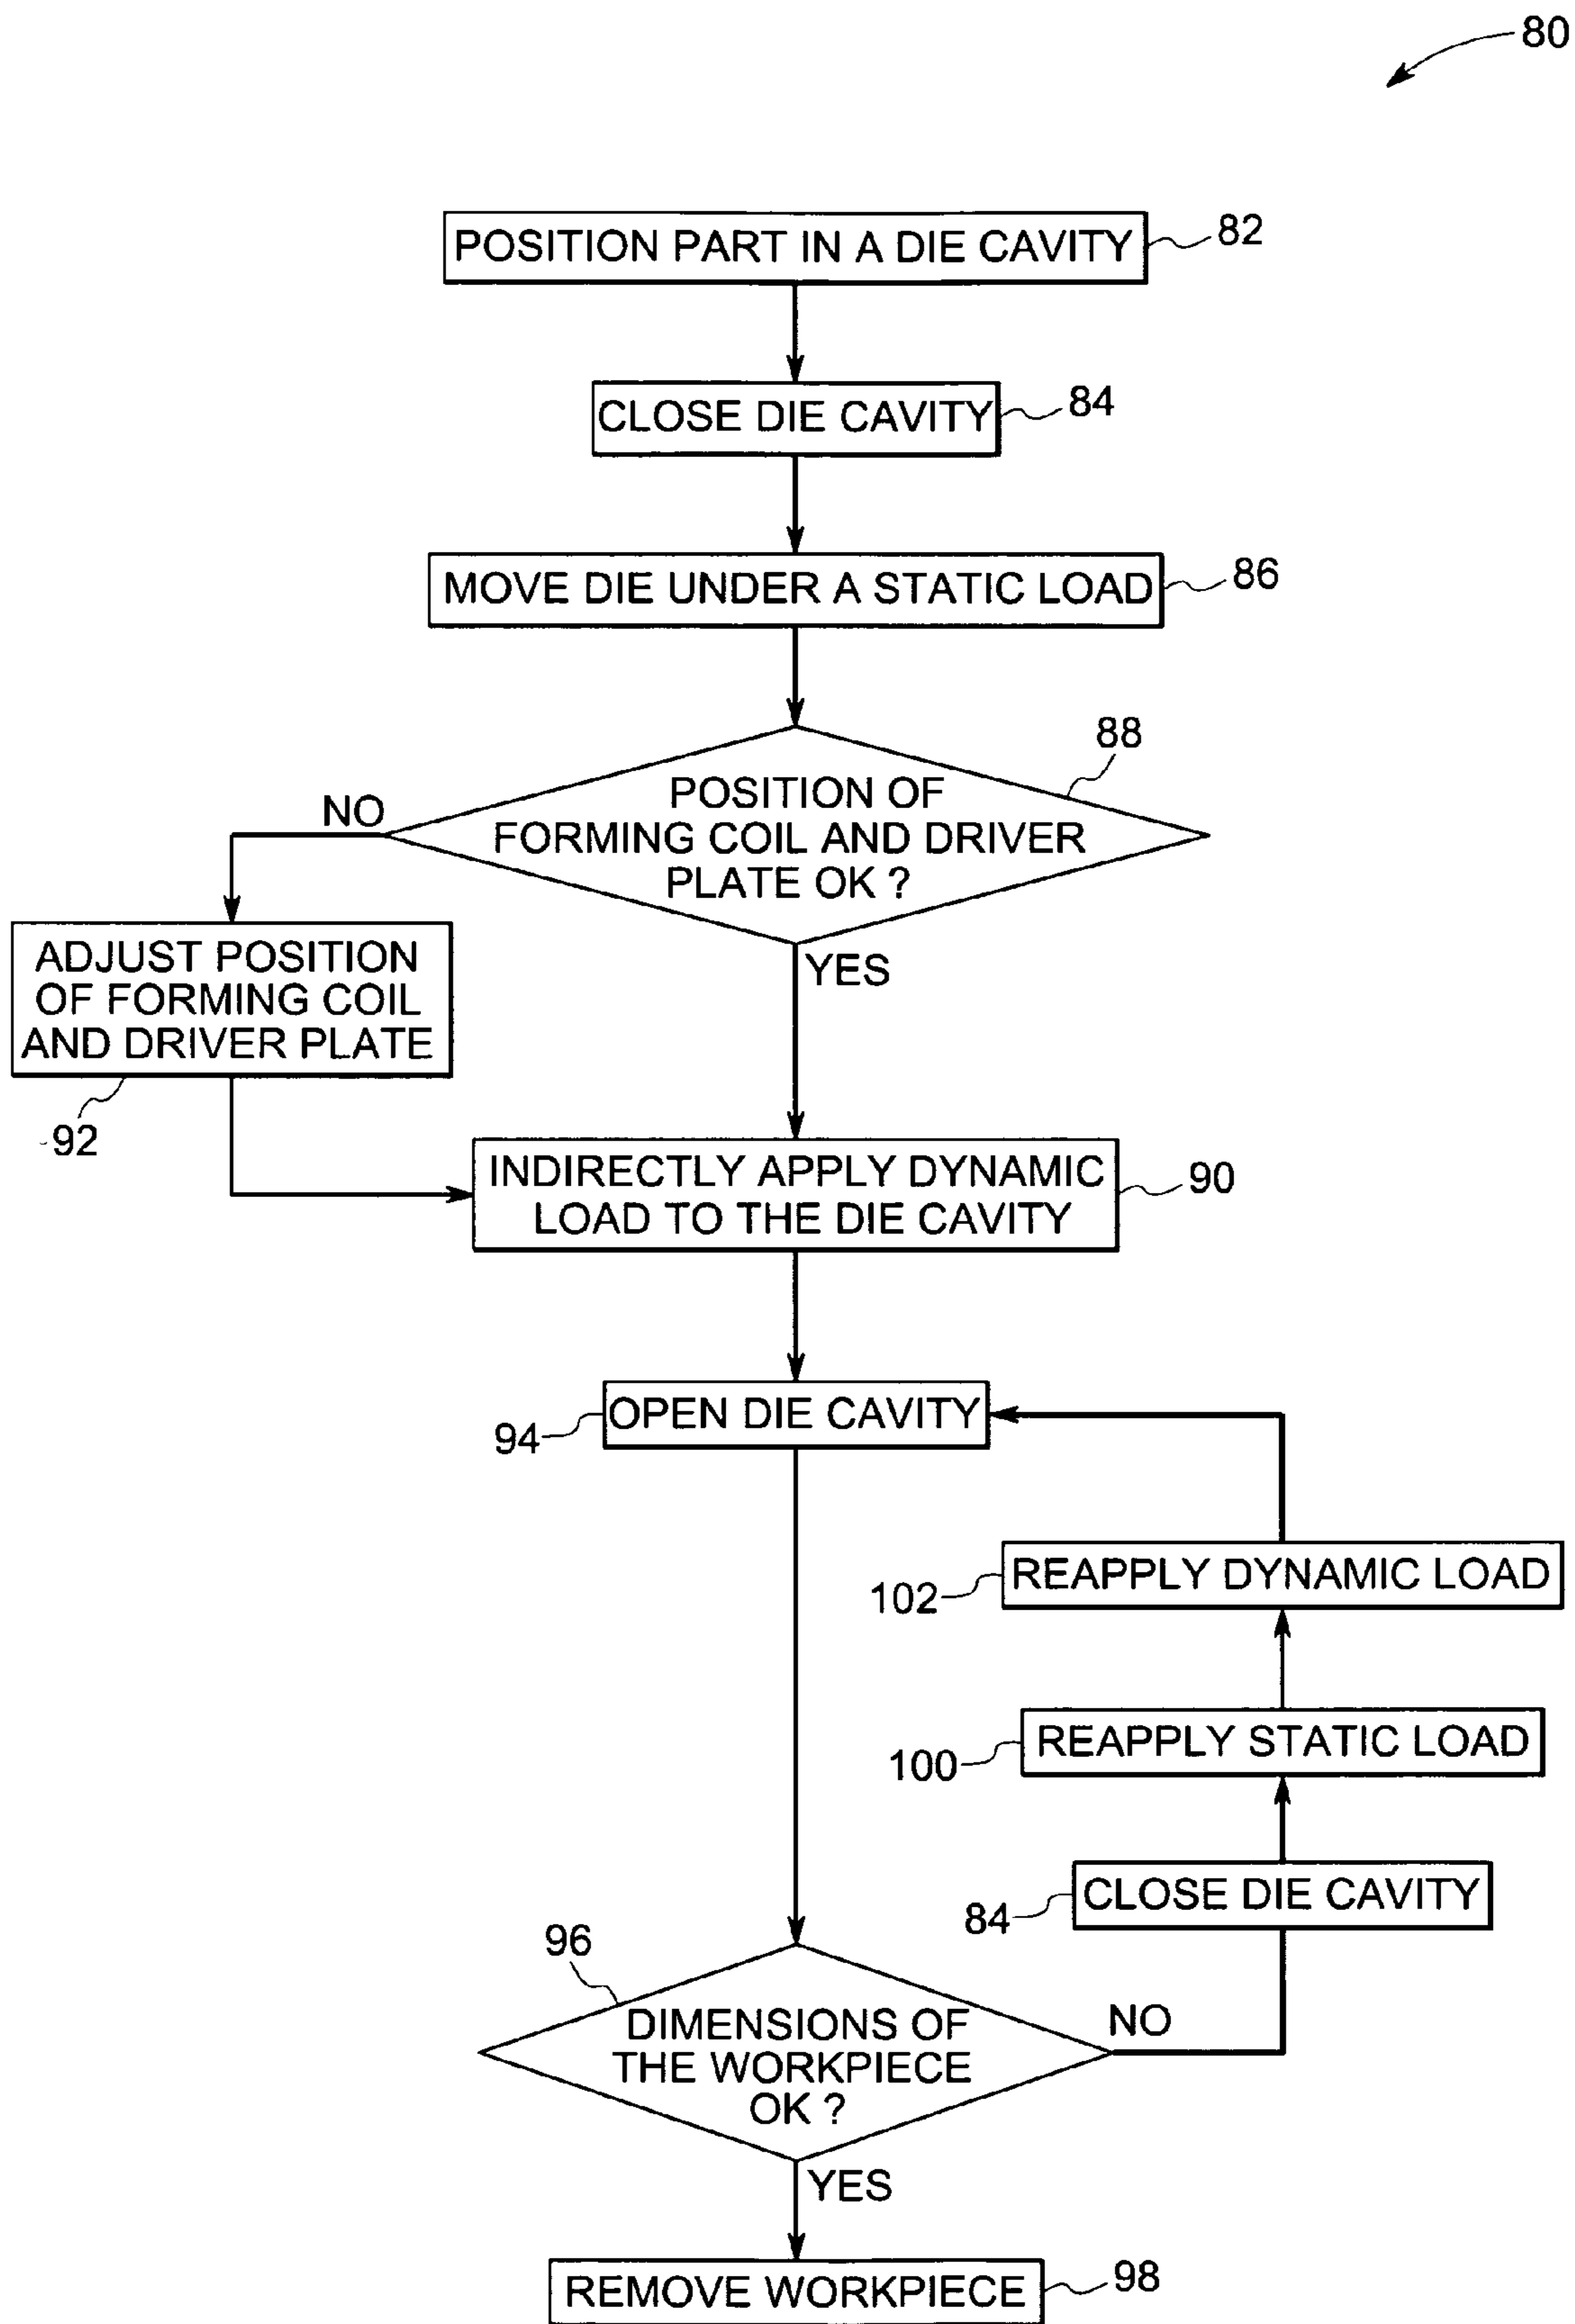 80
POSITION PART IN A DIE CAVITY
82
CLOSE DIE CAVITY
84
MOVE DIE UNDER A STATIC LOAD
86
88
POSITION OF
FORMING COIL AND DRIVER
PLATE OK ?
NO
YES
ADJUST POSITION
OF FORMING COIL
AND DRIVER PLATE
92
INDIRECTLY APPLY DYNAMIC
LOAD TO THE DIE CAVITY
90
OPEN DIE CAVITY
94
REAPPLY DYNAMIC LOAD
102
REAPPLY STATIC LOAD
100
CLOSE DIE CAVITY
84
96
DIMENSIONS OF
THE WORKPIECE
OK ?
NO
YES
REMOVE WORKPIECE
98